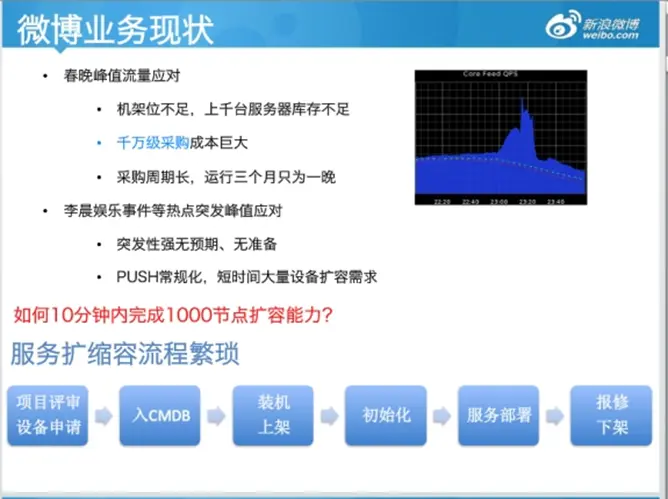 微博业务现状
新浪微博
weibo.com
• 春晚峰值流量应对
• 机架位不足，上千台服务器库存不足
• 千万级采购成本巨大
• 采购周期长，运行三个月只为一晚
Core Feed QPS
22:20 22:40 23:00 23:20 23:40
• 李晨娱乐事件等热点突发峰值应对
• 突发性强无预期、无准备
• PUSH常规化，短时间大量设备扩容需求
如何10分钟内完成1000节点扩容能力?
服务扩缩容流程繁琐
项目评审
设备申请
入CMDB
装机
上架
初始化
服务部署
报修
下架